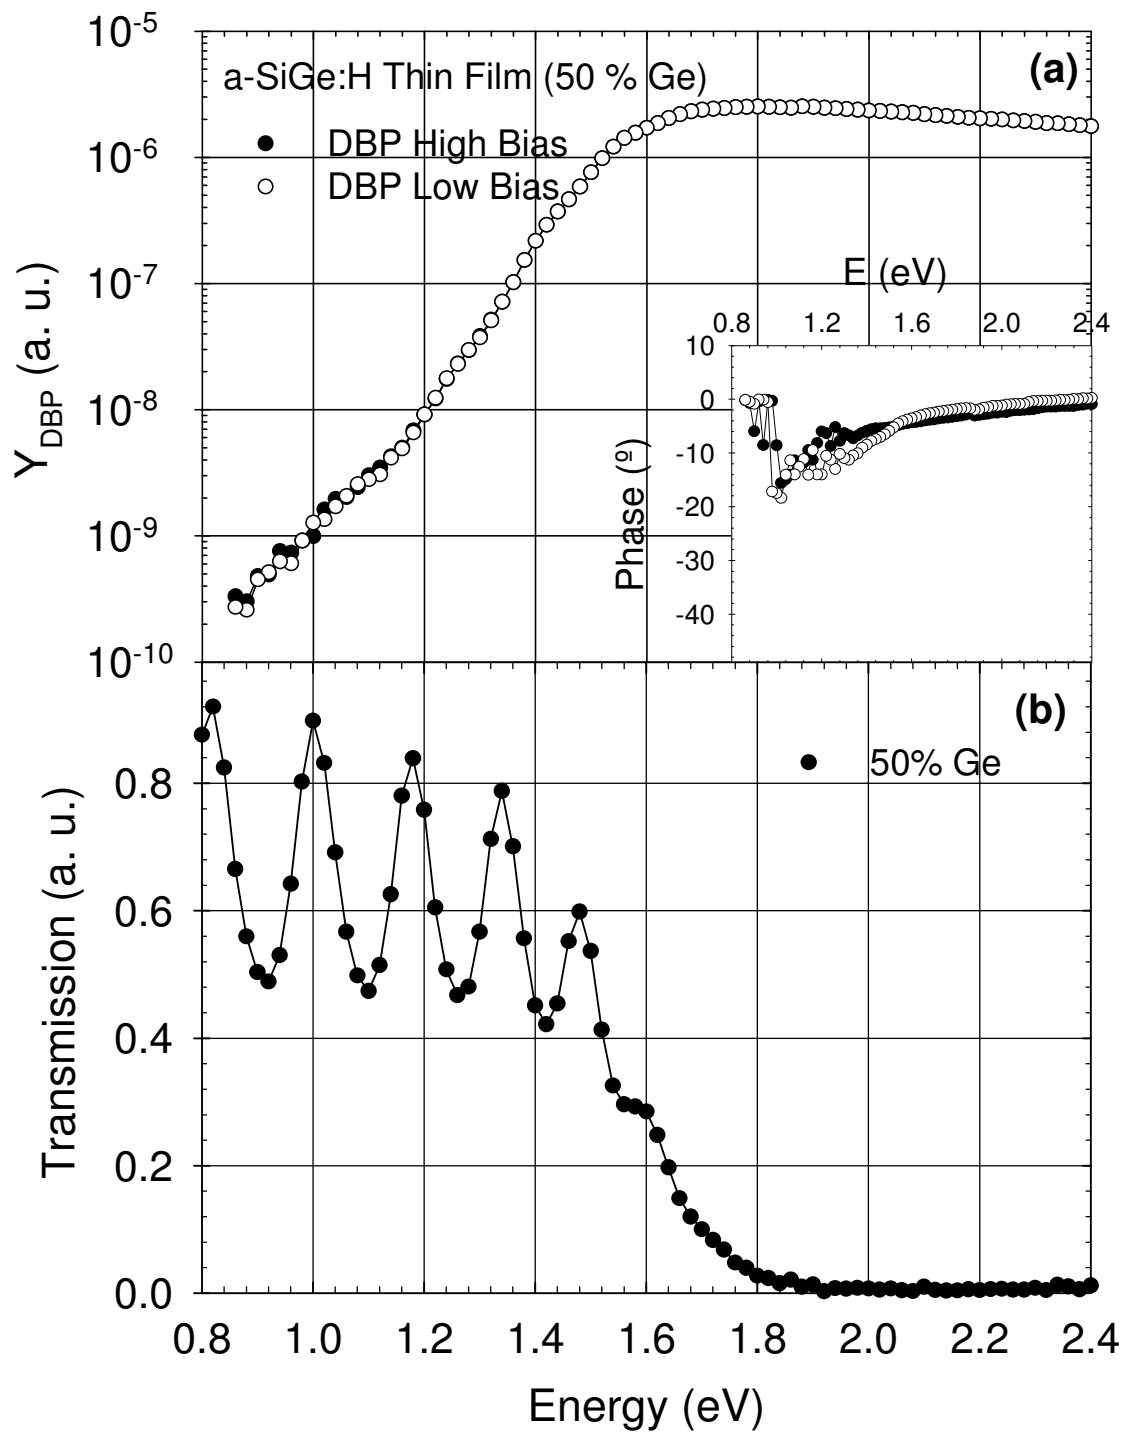 10-5
a-SiGe:H Thin Film (50 % Ge)
(a)
DBP High Bias
DBP Low Bias
10-6
10-7
10-8
10-9
10-10
YDBP (a. u.)
E (eV)
0.8 1.2 1.6 2.0 2.4
10
0
-10
-20
-30
-40
Phase (º)
(b)
50% Ge
0.8
0.6
0.4
0.2
0.0
Transmission (a. u.)
0.8 1.0 1.2 1.4 1.6 1.8 2.0 2.2 2.4
Energy (eV)